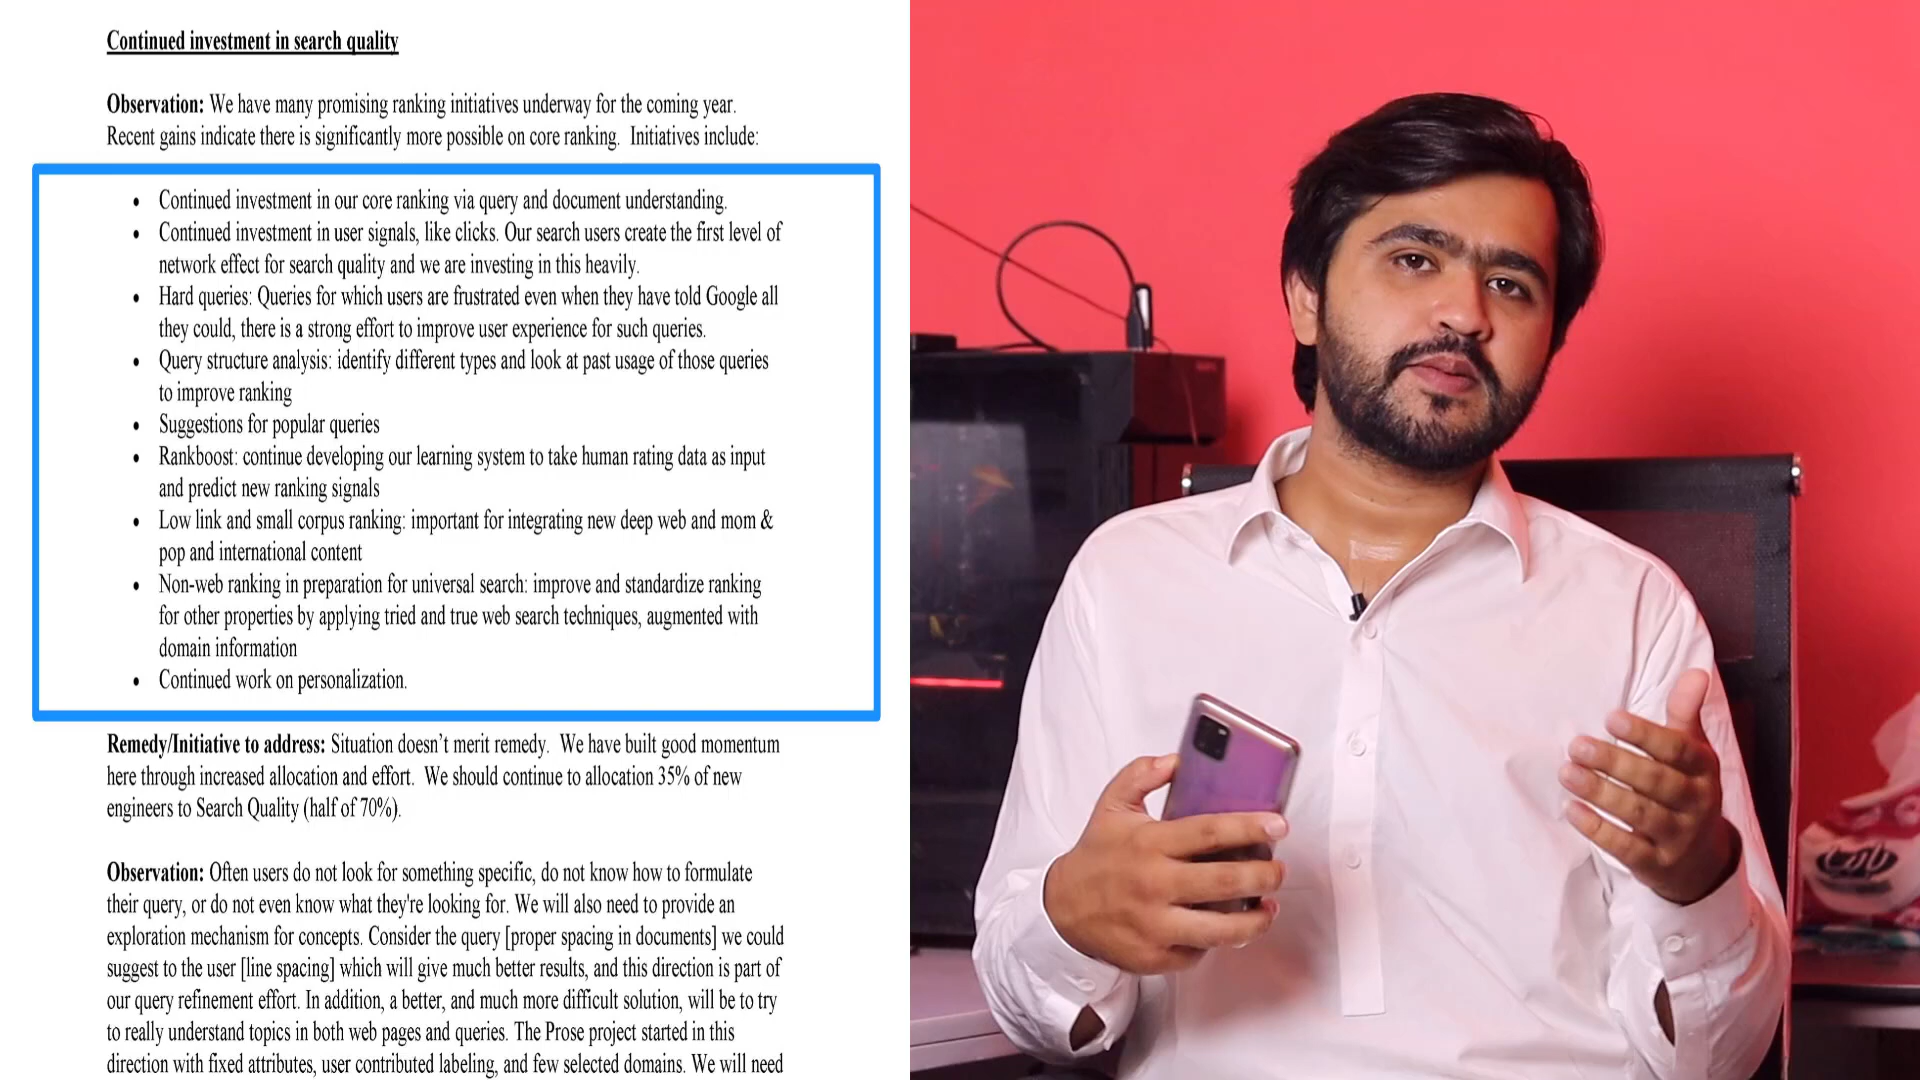 Continued investment in search quality
Observation: We have many promising ranking initiatives underway for the coming year.
Recent gains indicate there is significantly more possible on core ranking. Initiatives include:
• Continued investment in our core ranking via query and document understanding.
• Continued investment in user signals, like clicks. Our search users create the first level of
network effect for search quality and we are investing in this heavily.
• Hard queries: Queries for which users are frustrated even when they have told Google all
they could, there is a strong effort to improve user experience for such queries.
• Query structure analysis: identify different types and look at past usage of those queries
to improve ranking
• Suggestions for popular queries
• Rankboost: continue developing our learning system to take human rating data as input
and predict new ranking signals
• Low link and small corpus ranking: important for integrating new deep web and mom &
pop and international content
• Non-web ranking in preparation for universal search: improve and standardize ranking
for other properties by applying tried and true web search techniques, augmented with
domain information
• Continued work on personalization.
Remedy/Initiative to address: Situation doesn’t merit remedy. We have built good momentum
here through increased allocation and effort. We should continue to allocation 35% of new
engineers to Search Quality (half of 70%).
Observation: Often users do not look for something specific, do not know how to formulate
their query, or do not even know what they're looking for. We will also need to provide an
exploration mechanism for concepts. Consider the query [proper spacing in documents] we could
suggest to the user [line spacing] which will give much better results, and this direction is part of
our query refinement effort. In addition, a better, and much more difficult solution, will be to try
to really understand topics in both web pages and queries. The Prose project started in this
direction with fixed attributes, user contributed labeling, and few selected domains. We will need